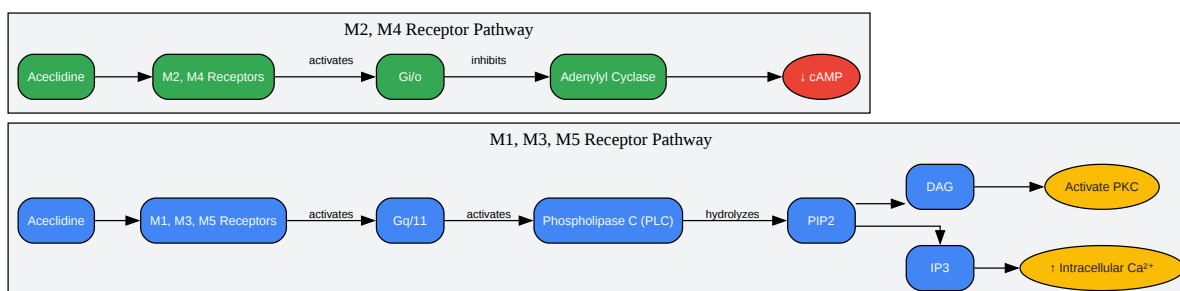 M2, M4 Receptor Pathway
Aceclidine
M2, M4 Receptors
activates
Gi/o
inhibits
Adenylyl Cyclase
↓ cAMP
M1, M3, M5 Receptor Pathway
Aceclidine
M1, M3, M5 Receptors
activates
Gq/11
activates
Phospholipase C (PLC)
hydrolyzes
PIP2
DAG
Activate PKC
IP3
↑ Intracellular Ca²⁺